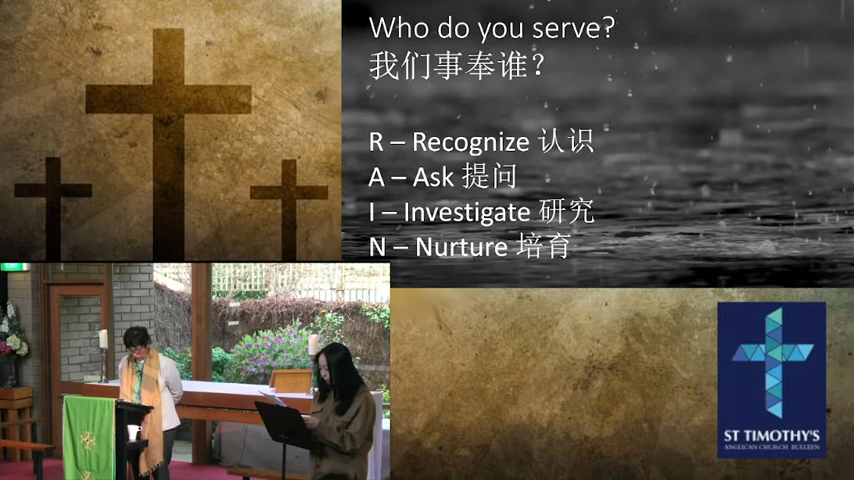 Who do you serve?
我们事奉谁？
R – Recognize 认识
A – Ask 提问
I – Investigate 研究
N – Nurture 培育
ST TIMOTHY'S
ANGLICAN CHURCH BULLEEN